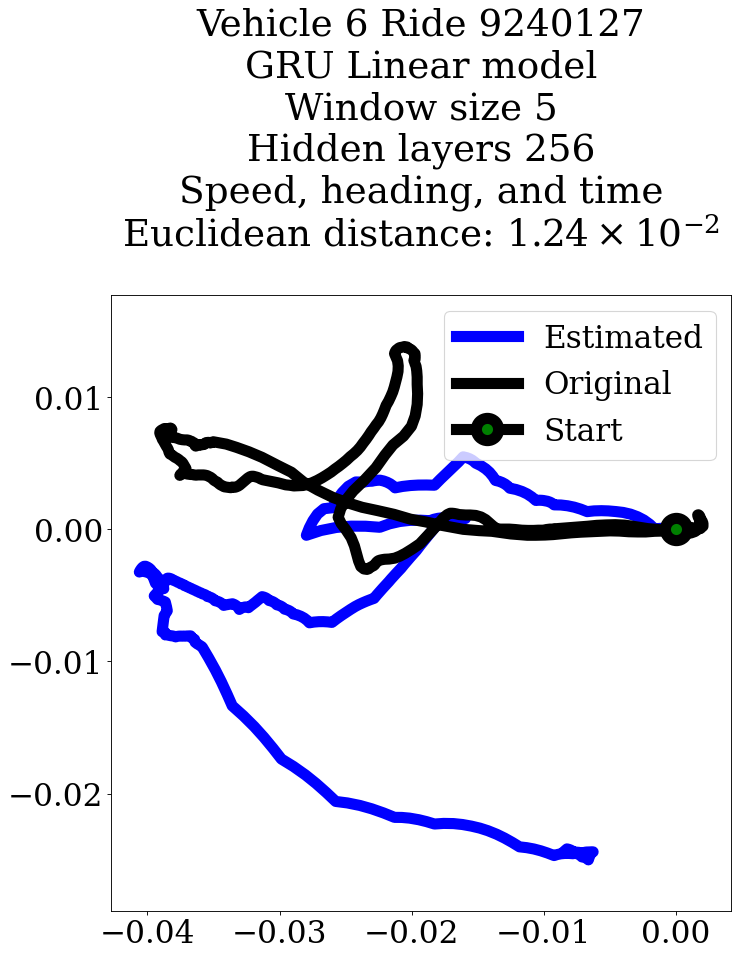 Vehicle 6 Ride 9240127
GRU Linear model
Window size 5
Hidden layers 256
Speed, heading, and time
Euclidean distance: 1.24 × 10⁻²
Estimated
Original
Start
0.01
0.00
−0.01
−0.02
−0.04 −0.03 −0.02 −0.01 0.00